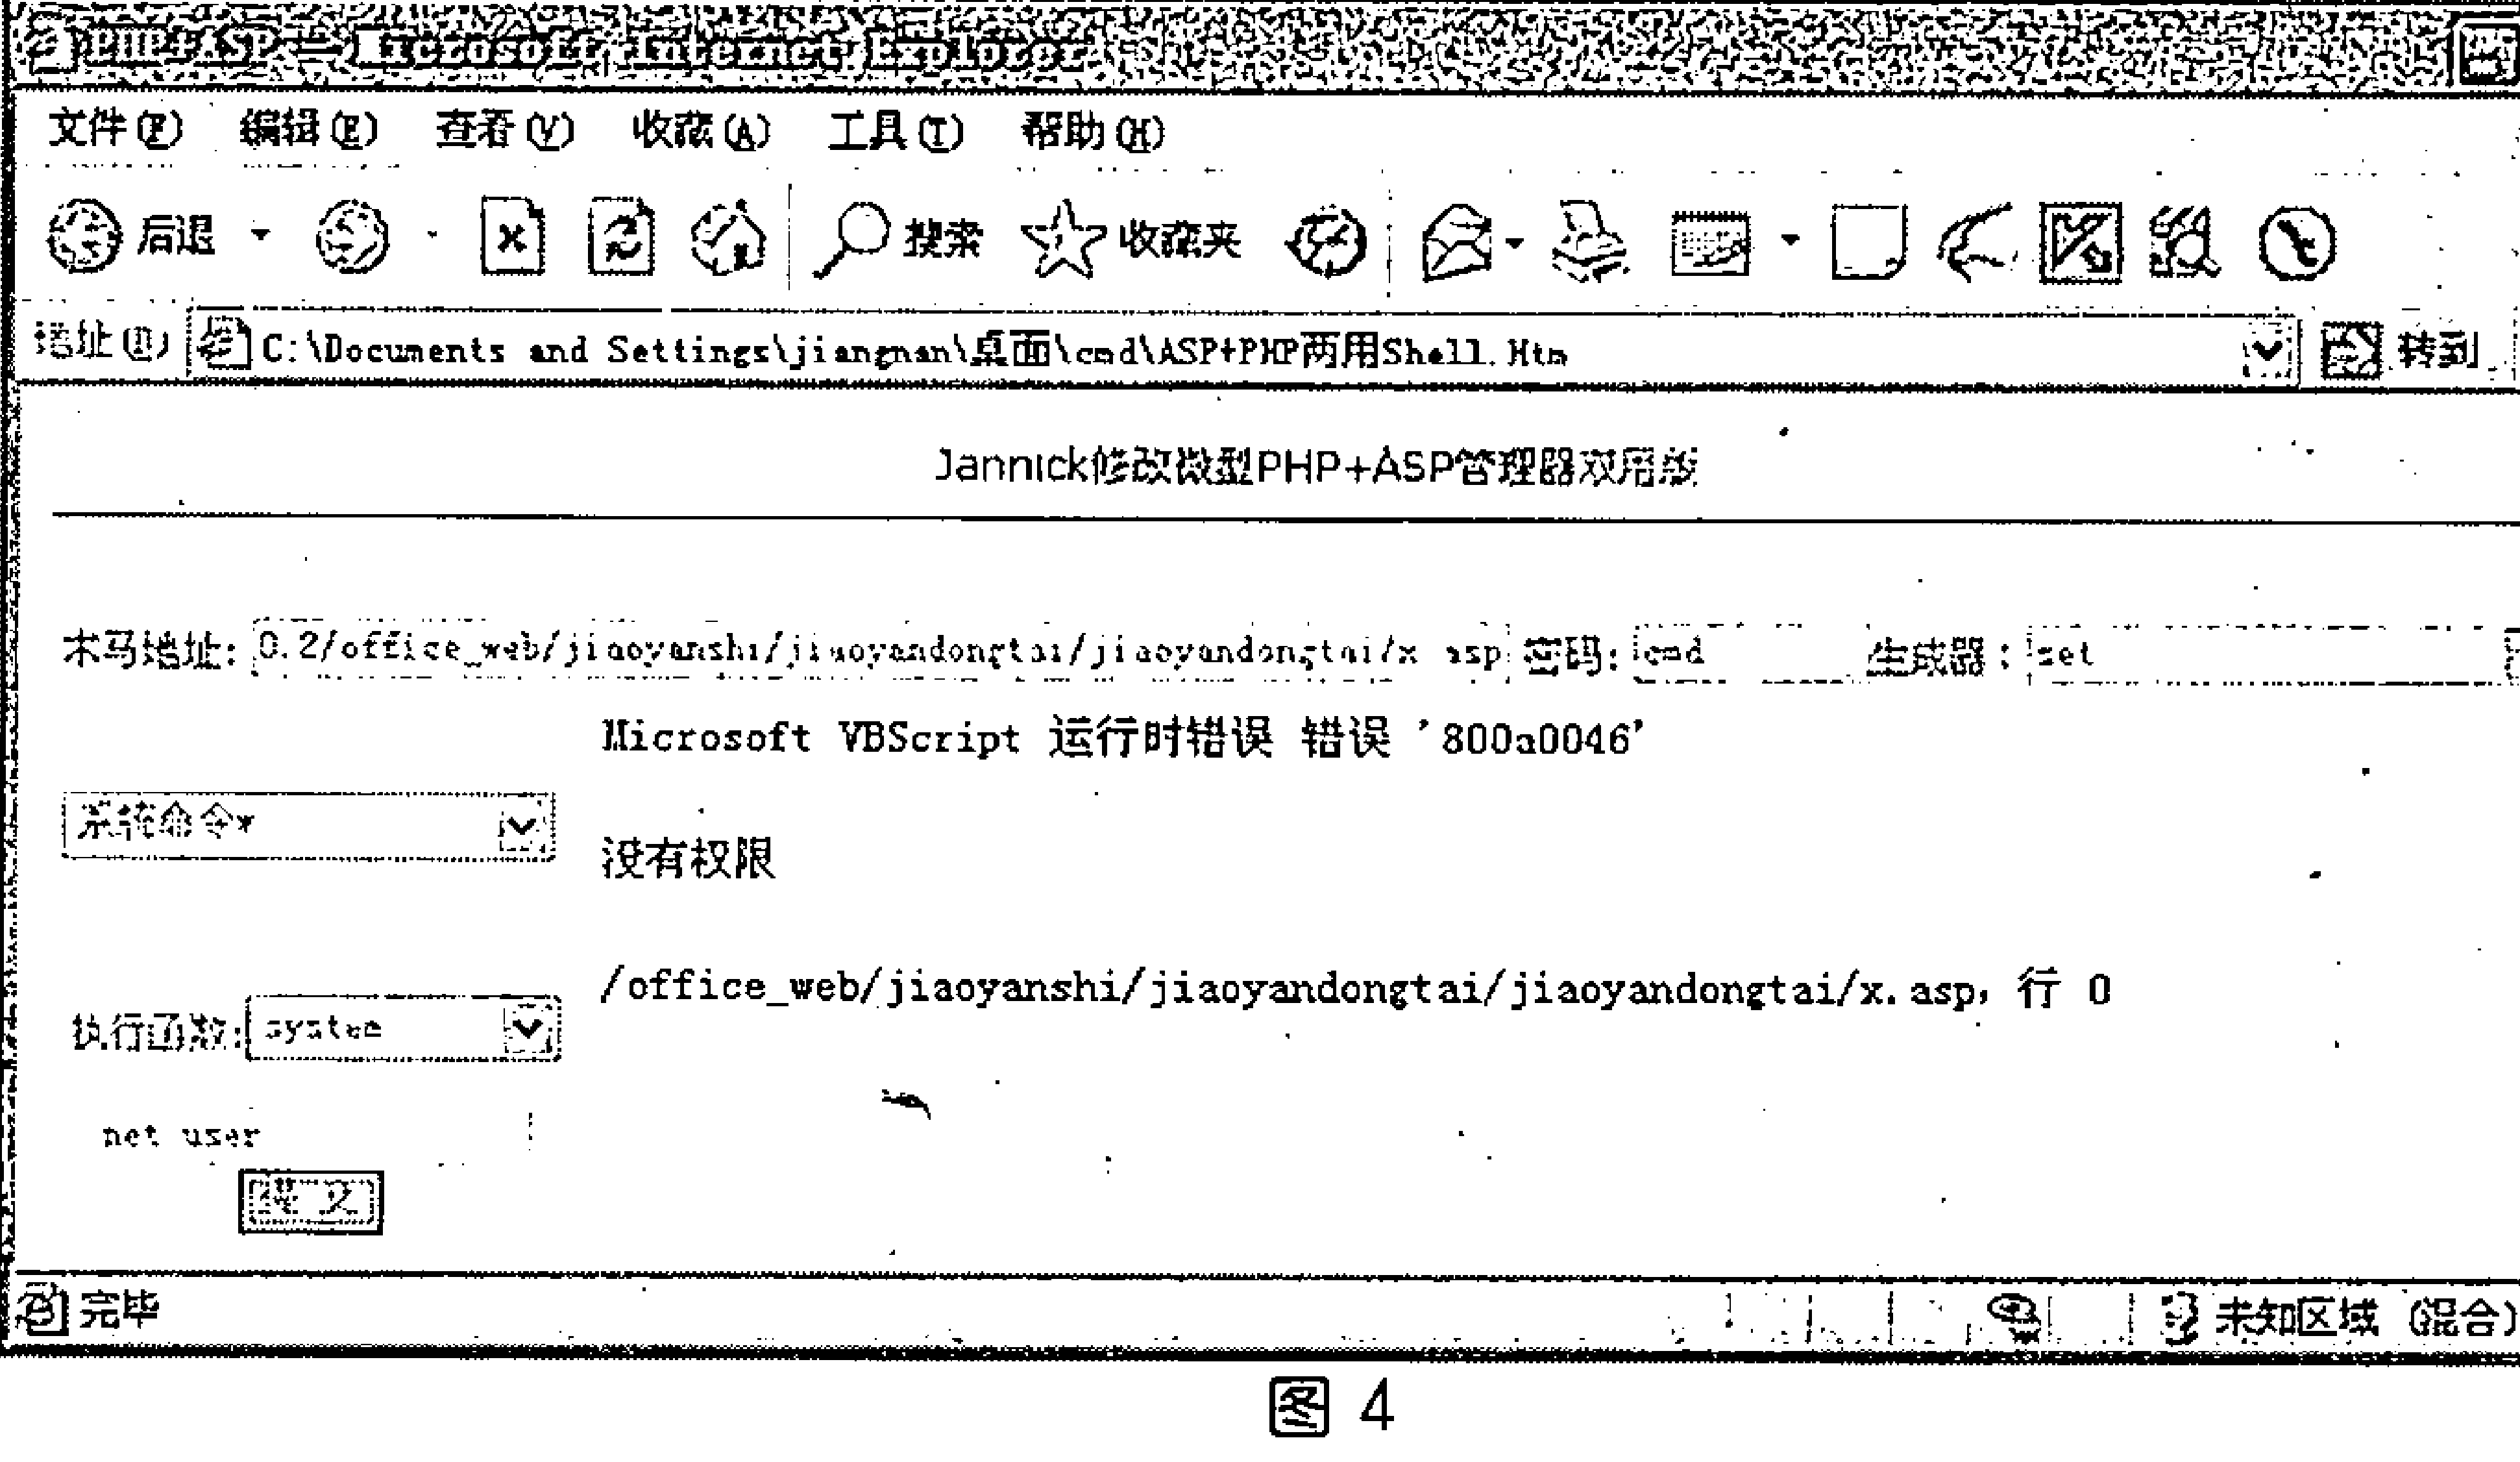 PHP+ASP - Microsoft Internet Explorer
文件(F) 编辑(E) 查看(V) 收藏(A) 工具(T) 帮助(H)
后退 搜索 收藏夹
地址(D) C:\Documents and Settings\jiangnan\桌面\cmd\ASP+PHP两用Shell.Htm 转到
Jannick修改微型PHP+ASP管理器双用版
木马地址: 0.2/office_web/jiaoyanshi/jiaoyandongtai/jiaoyandongtai/x.asp 密码: cmd 生成器: set
Microsoft VBScript 运行时错误 错误 '800a0046'
系统命令*
没有权限
/office_web/jiaoyanshi/jiaoyandongtai/jiaoyandongtai/x.asp, 行 0
执行函数: system
net user
提 交
完毕 未知区域 (混合)
图 4